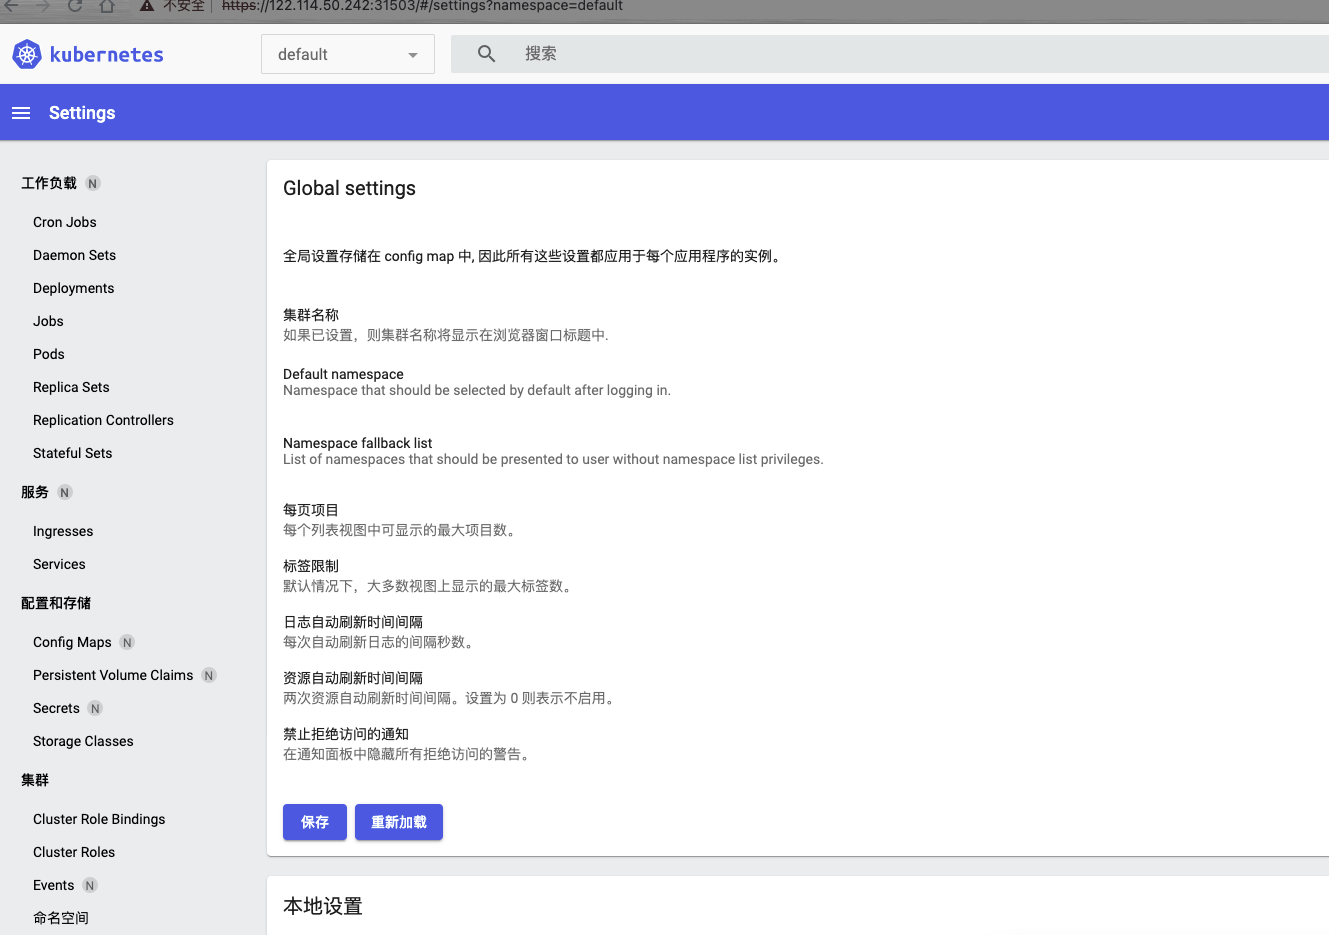 不安全 https://122.114.50.242:31503/#/settings?namespace=default
kubernetes
default
搜索
Settings
工作负载 N
Cron Jobs
Daemon Sets
Deployments
Jobs
Pods
Replica Sets
Replication Controllers
Stateful Sets
服务 N
Ingresses
Services
配置和存储
Config Maps N
Persistent Volume Claims N
Secrets N
Storage Classes
集群
Cluster Role Bindings
Cluster Roles
Events N
命名空间
Global settings
全局设置存储在 config map 中, 因此所有这些设置都应用于每个应用程序的实例。
集群名称
如果已设置，则集群名称将显示在浏览器窗口标题中.
Default namespace
Namespace that should be selected by default after logging in.
Namespace fallback list
List of namespaces that should be presented to user without namespace list privileges.
每页项目
每个列表视图中可显示的最大项目数。
标签限制
默认情况下，大多数视图上显示的最大标签数。
日志自动刷新时间间隔
每次自动刷新日志的间隔秒数。
资源自动刷新时间间隔
两次资源自动刷新时间间隔。设置为 0 则表示不启用。
禁止拒绝访问的通知
在通知面板中隐藏所有拒绝访问的警告。
保存
重新加载
本地设置